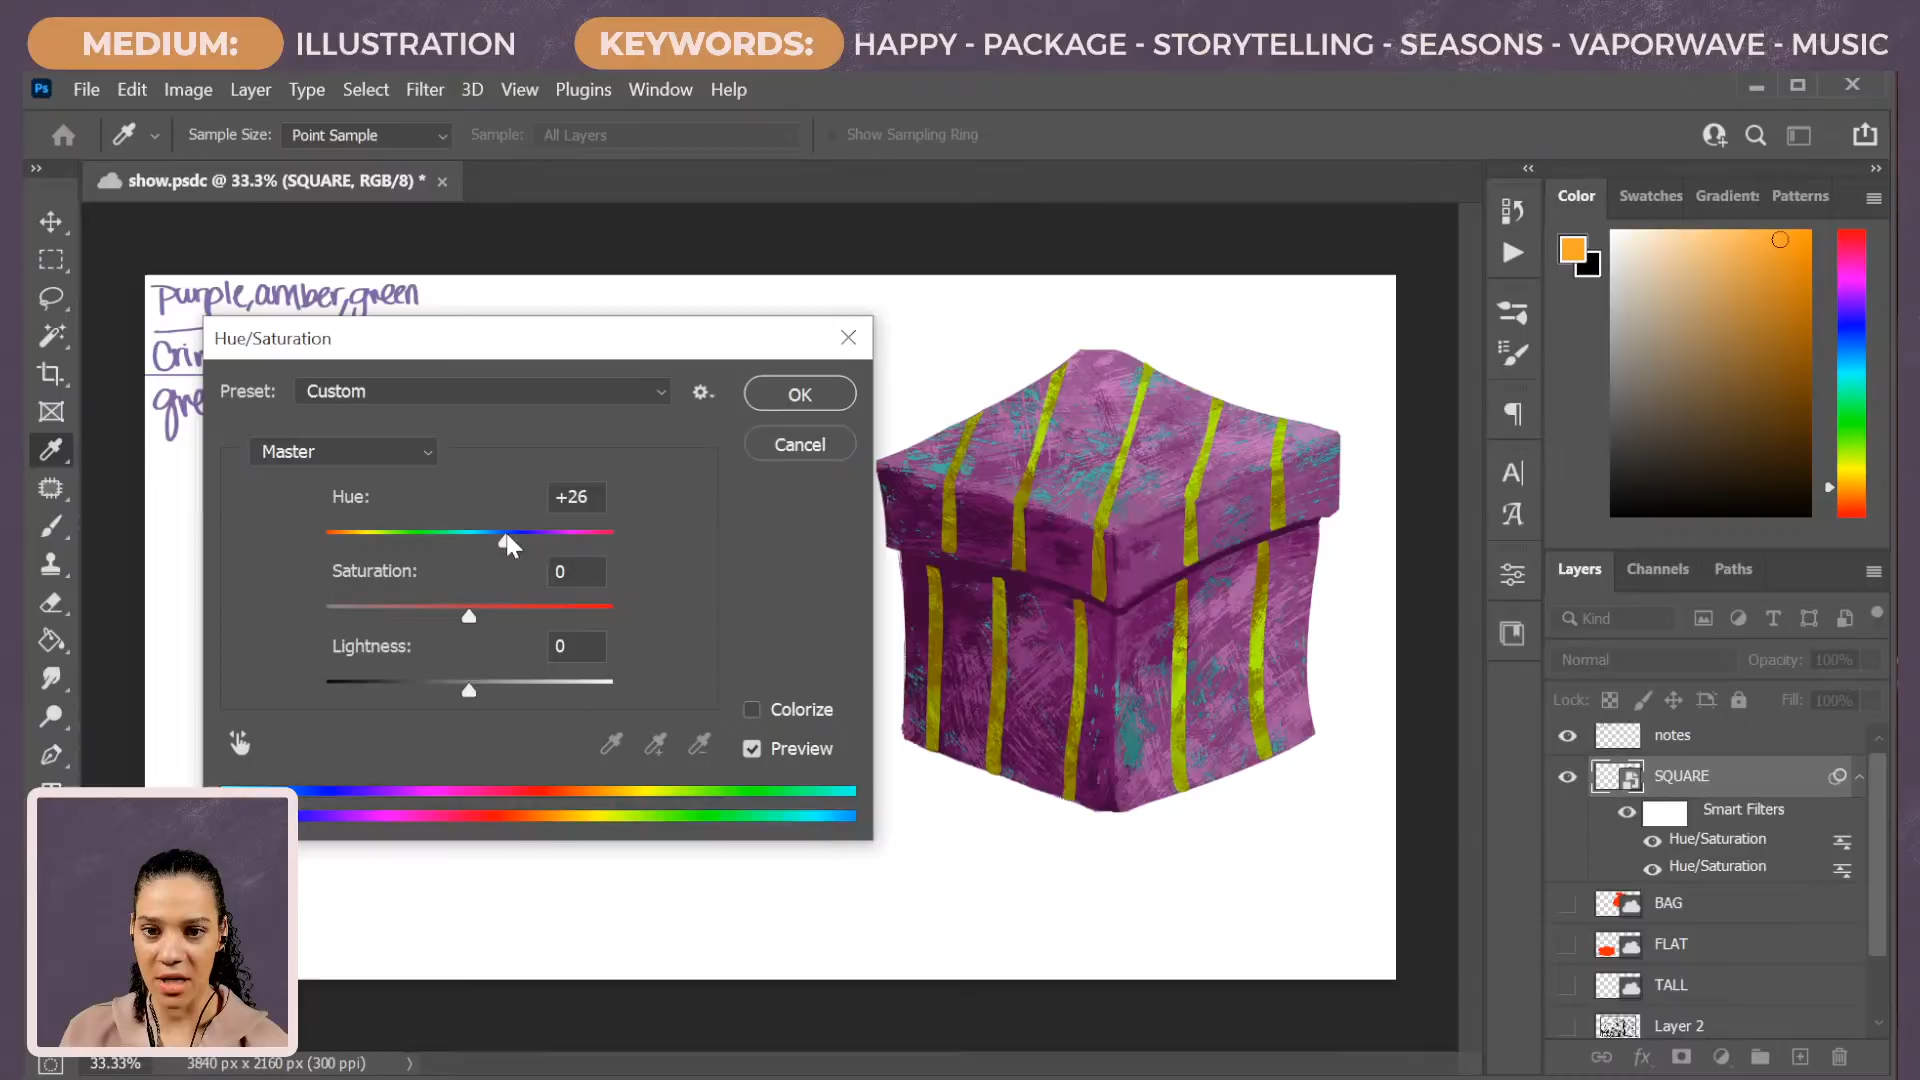 MEDIUM: ILLUSTRATION KEYWORDS: HAPPY - PACKAGE - STORYTELLING - SEASONS - VAPORWAVE - MUSIC
Ps File Edit Image Layer Type Select Filter 3D View Plugins Window Help
Sample Size: Point Sample Sample: All Layers Show Sampling Ring
show.psdc @ 33.3% (SQUARE, RGB/8) *
Color Swatches Gradients Patterns
purple, amber, green
Hue/Saturation
Preset: Custom
OK
Cancel
Master
Hue: +26
Saturation: 0
Lightness: 0
Colorize
Preview
Layers Channels Paths
Kind
Normal Opacity: 100%
Lock: Fill: 100%
notes
SQUARE
Smart Filters
Hue/Saturation
Hue/Saturation
BAG
FLAT
TALL
Layer 2
33.33% 3840 px x 2160 px (300 ppi)